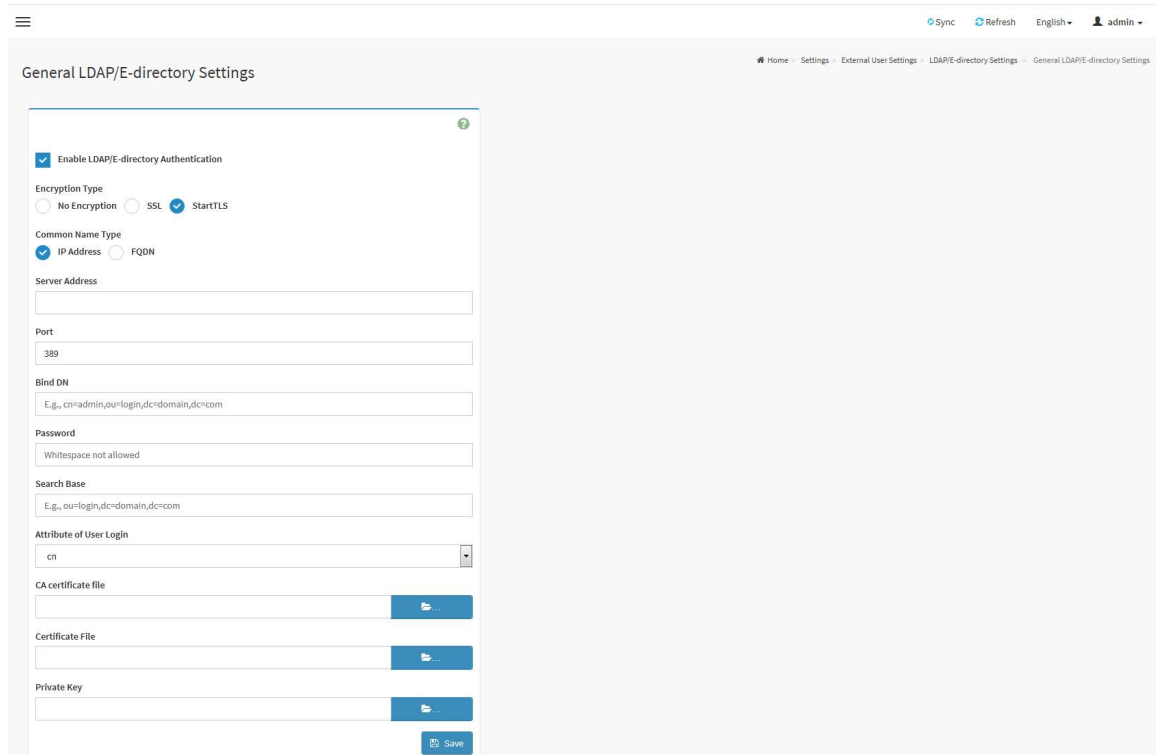 Sync Refresh English admin
Home > Settings > External User Settings > LDAP/E-directory Settings > General LDAP/E-directory Settings
General LDAP/E-directory Settings
?
Enable LDAP/E-directory Authentication
Encryption Type
No Encryption SSL StartTLS
Common Name Type
IP Address FQDN
Server Address
Port
389
Bind DN
E.g., cn=admin,ou=login,dc=domain,dc=com
Password
Whitespace not allowed
Search Base
E.g., ou=login,dc=domain,dc=com
Attribute of User Login
cn
CA certificate file
...
Certificate File
...
Private Key
...
Save